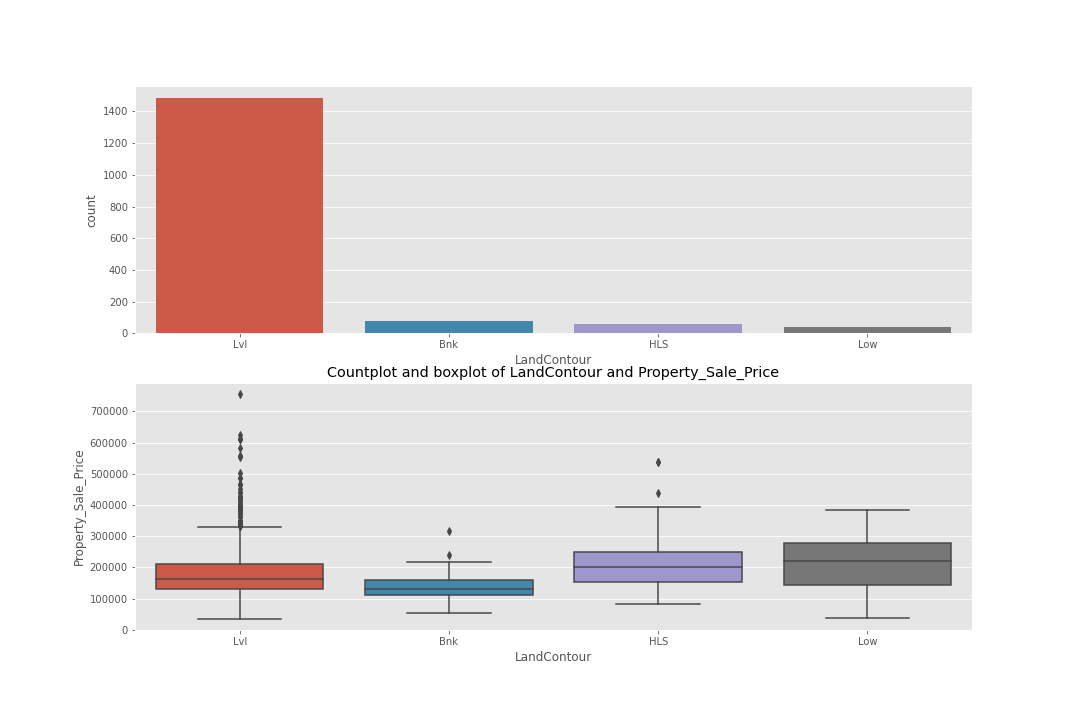 1400
1200
1000
800
600
400
200
0
count
Lvl Bnk HLS Low
LandContour
Countplot and boxplot of LandContour and Property_Sale_Price
700000
600000
500000
400000
300000
200000
100000
0
Property_Sale_Price
Lvl Bnk HLS Low
LandContour